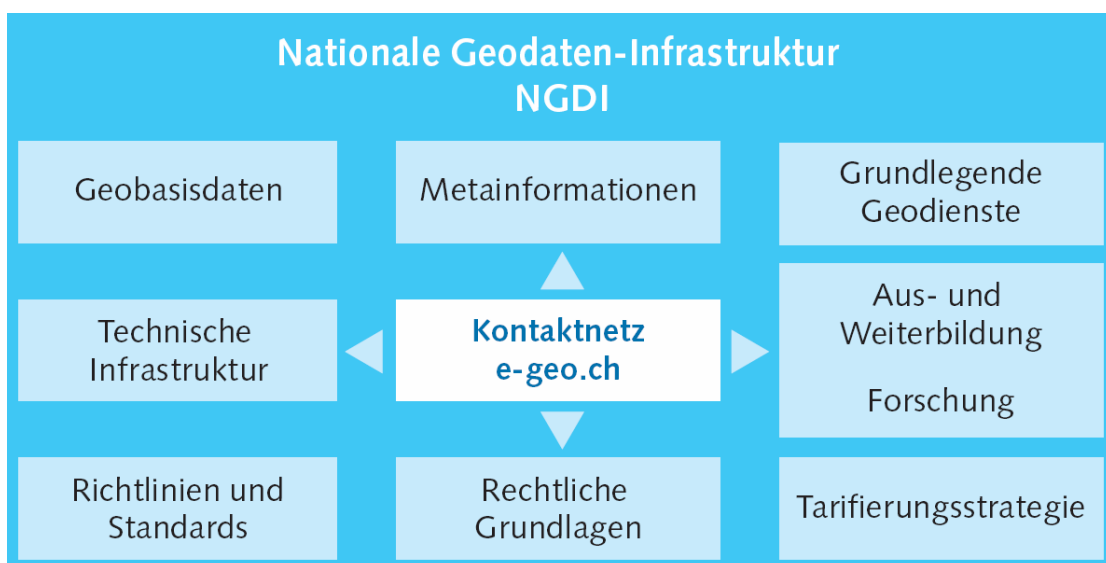 Nationale Geodaten-Infrastruktur
NGDI
Geobasisdaten
Metainformationen
Grundlegende
Geodienste
Technische
Infrastruktur
Kontaktnetz
e-geo.ch
Aus- und
Weiterbildung
Forschung
Richtlinien und
Standards
Rechtliche
Grundlagen
Tarifierungsstrategie